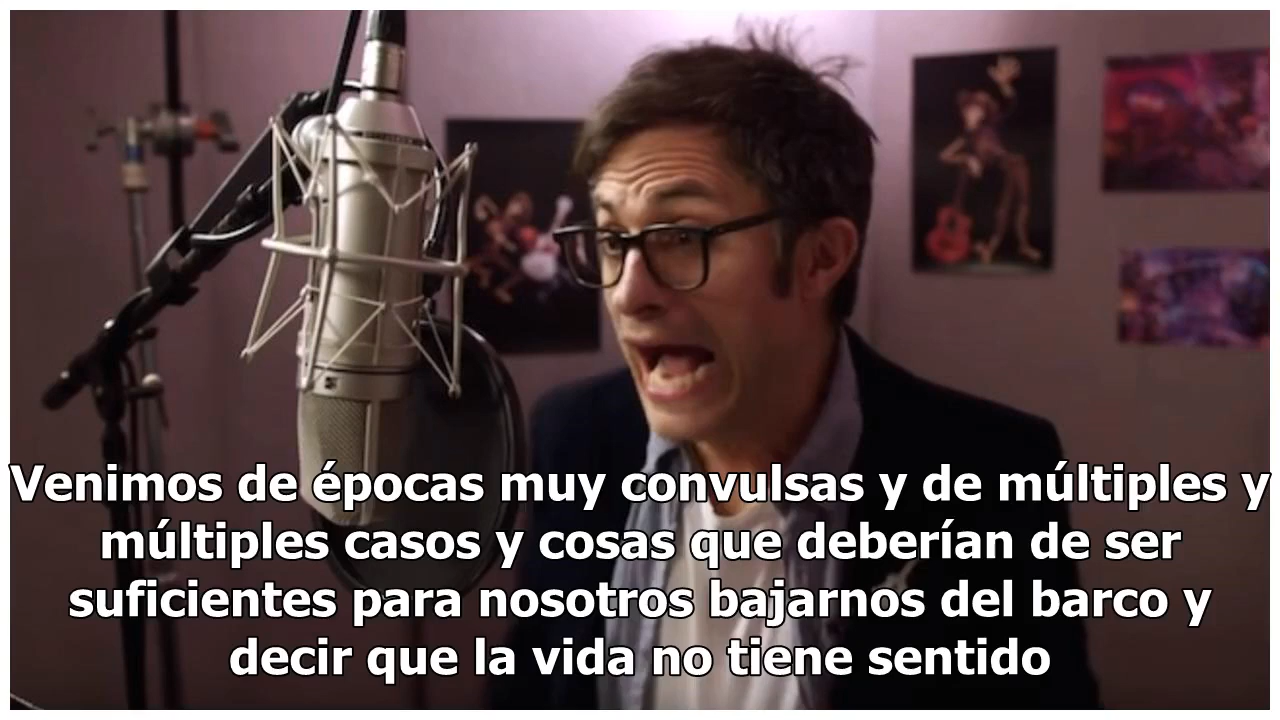 Venimos de épocas muy convulsas y de múltiples y
múltiples casos y cosas que deberían de ser
suficientes para nosotros bajarnos del barco y
decir que la vida no tiene sentido